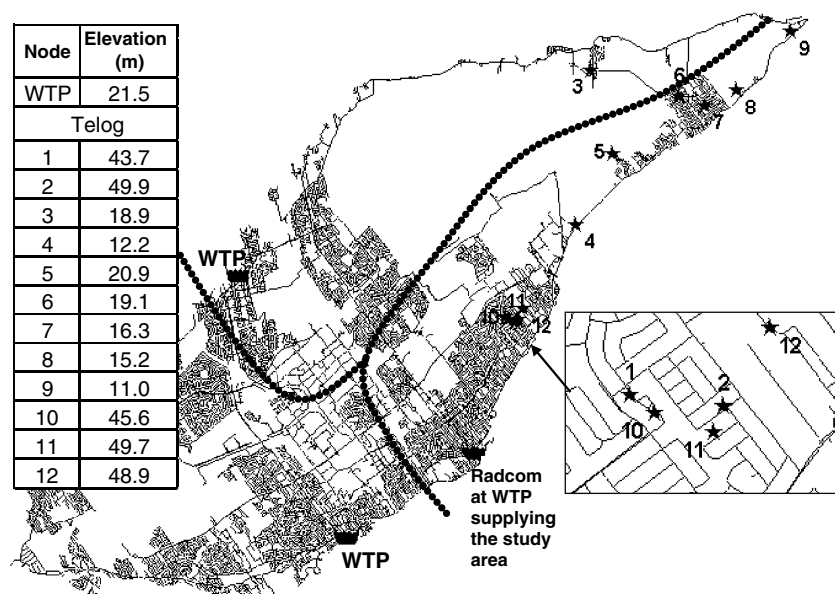 Node Elevation (m)
WTP 21.5
Telog
1 43.7
2 49.9
3 18.9
4 12.2
5 20.9
6 19.1
7 16.3
8 15.2
9 11.0
10 45.6
11 49.7
12 48.9
9
3
6
8
7
5
4
WTP
11
10
12
12
1
2
10
11
Radcom
at WTP
supplying
the study
area
WTP